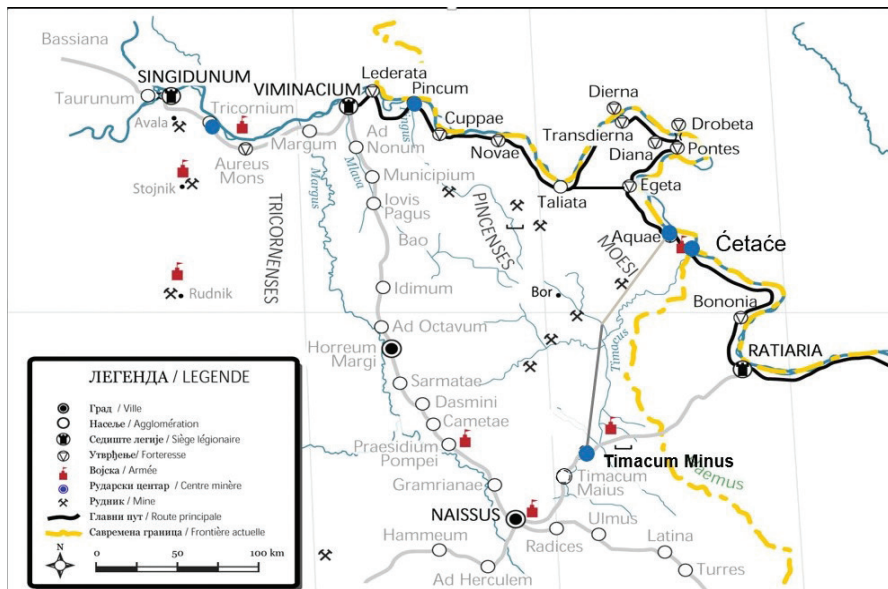 Bassiana
SINGIDUNUM
VIMINACIUM
Lederata
Pincum
Taurunum
Tricornium
Avala
Aureus
Mons
Margum
Ad
Nonum
Pingus
Cuppae
Novae
Dierna
Transdierna
Drobeta
Diana
Pontes
Egeta
Taliata
Stojnik
Margus
Mlava
Municipium
Iovis
Pagus
TRICORNENSES
PINCENSES
MOESI
Aquae
Ćetaće
Bao
Rudnik
Idimum
Bor
Timacus
Bononia
Ad Octavum
RATIARIA
Horreum
Margi
Sarmatae
Dasmini
Cametae
Praesidium
Pompei
Timacum Minus
Timacum
Maius
aemus
Gramrianae
NAISSUS
Hammeum
Ad Herculem
Radices
Ulmus
Latina
Turres
ЛЕГЕНДА / LEGENDE
Град / Ville
Насеље / Agglomération
Седиште легије / Siège légionaire
Утврђење / Forteresse
Војска / Armée
Рударски центар / Centre minère
Рудник / Mine
Главни пут / Route principale
Савремена граница / Frontière actuelle
N
0 50 100 km